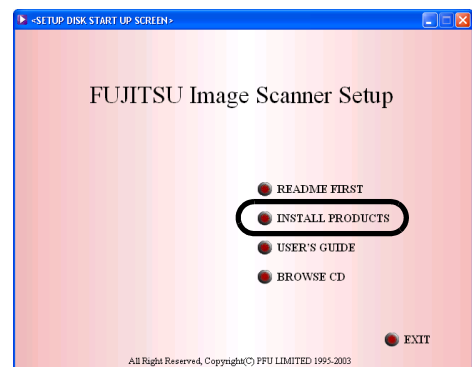 <SETUP DISK START UP SCREEN>
FUJITSU Image Scanner Setup
README FIRST
INSTALL PRODUCTS
USER'S GUIDE
BROWSE CD
EXIT
All Right Reserved, Copyright(C) PFU LIMITED 1995-2003